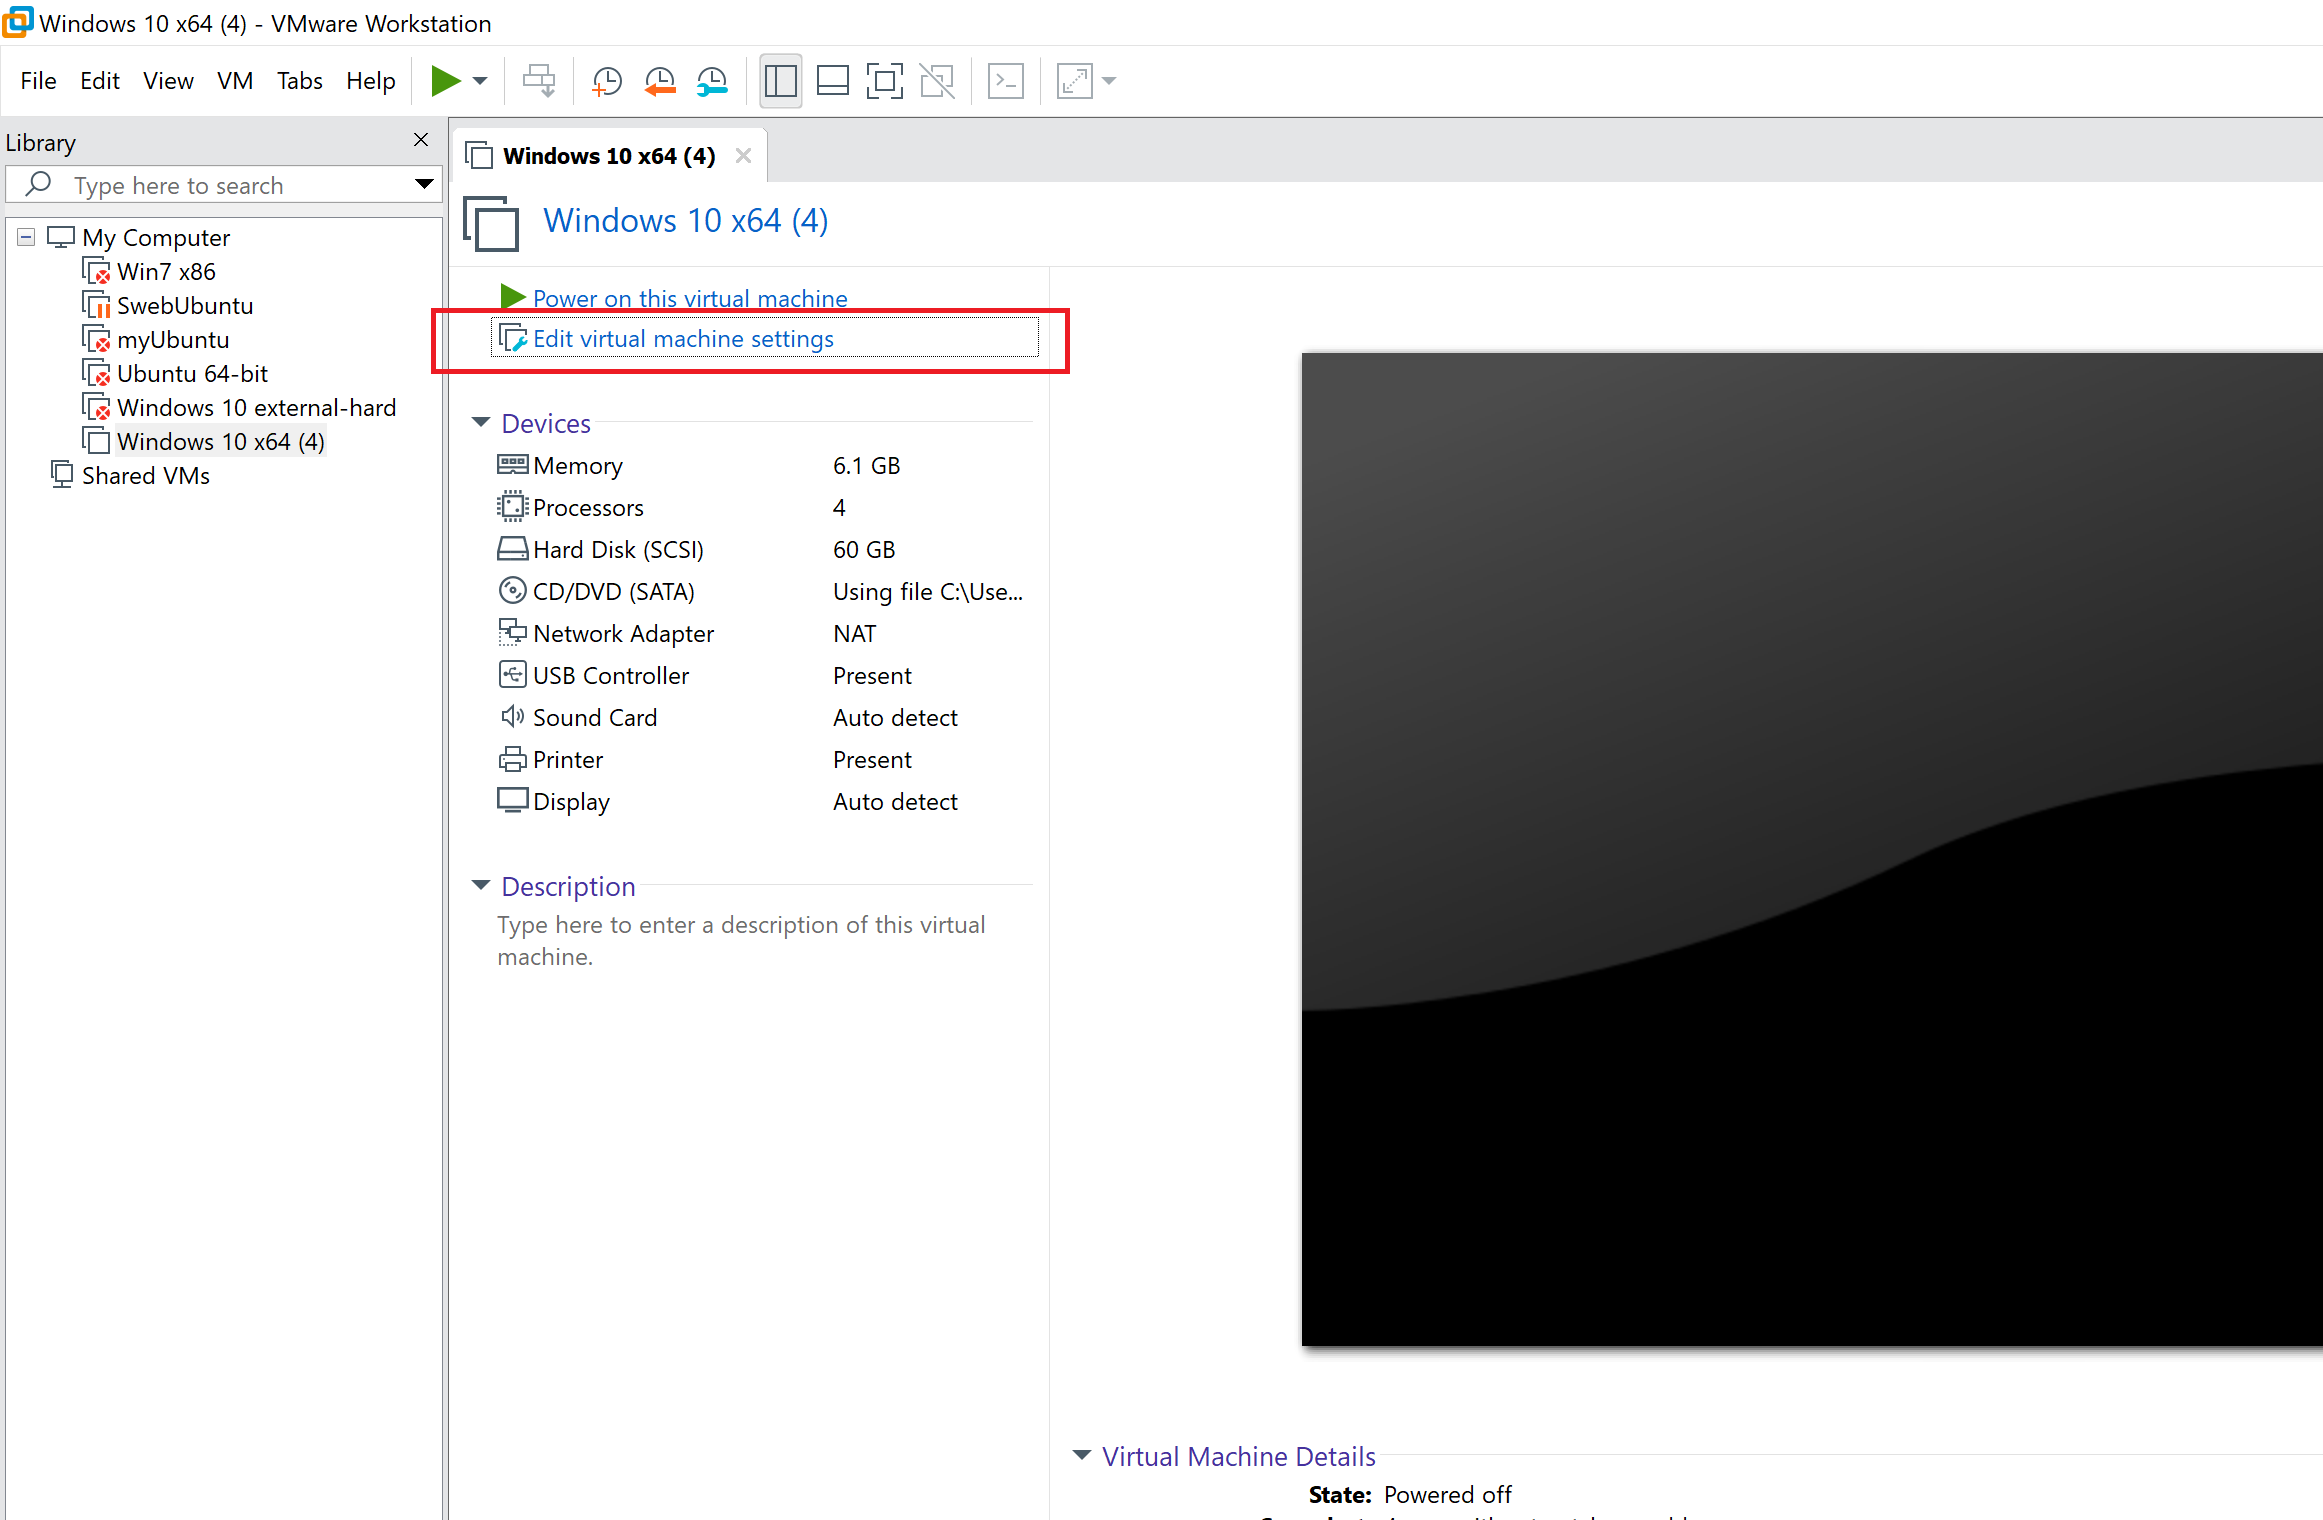 Windows 10 x64 (4) - VMware Workstation
File Edit View VM Tabs Help
Library
Type here to search
My Computer
Win7 x86
SwebUbuntu
myUbuntu
Ubuntu 64-bit
Windows 10 external-hard
Windows 10 x64 (4)
Shared VMs
Windows 10 x64 (4)
Windows 10 x64 (4)
Power on this virtual machine
Edit virtual machine settings
Devices
Memory 6.1 GB
Processors 4
Hard Disk (SCSI) 60 GB
CD/DVD (SATA) Using file C:\Use...
Network Adapter NAT
USB Controller Present
Sound Card Auto detect
Printer Present
Display Auto detect
Description
Type here to enter a description of this virtual
machine.
Virtual Machine Details
State: Powered off